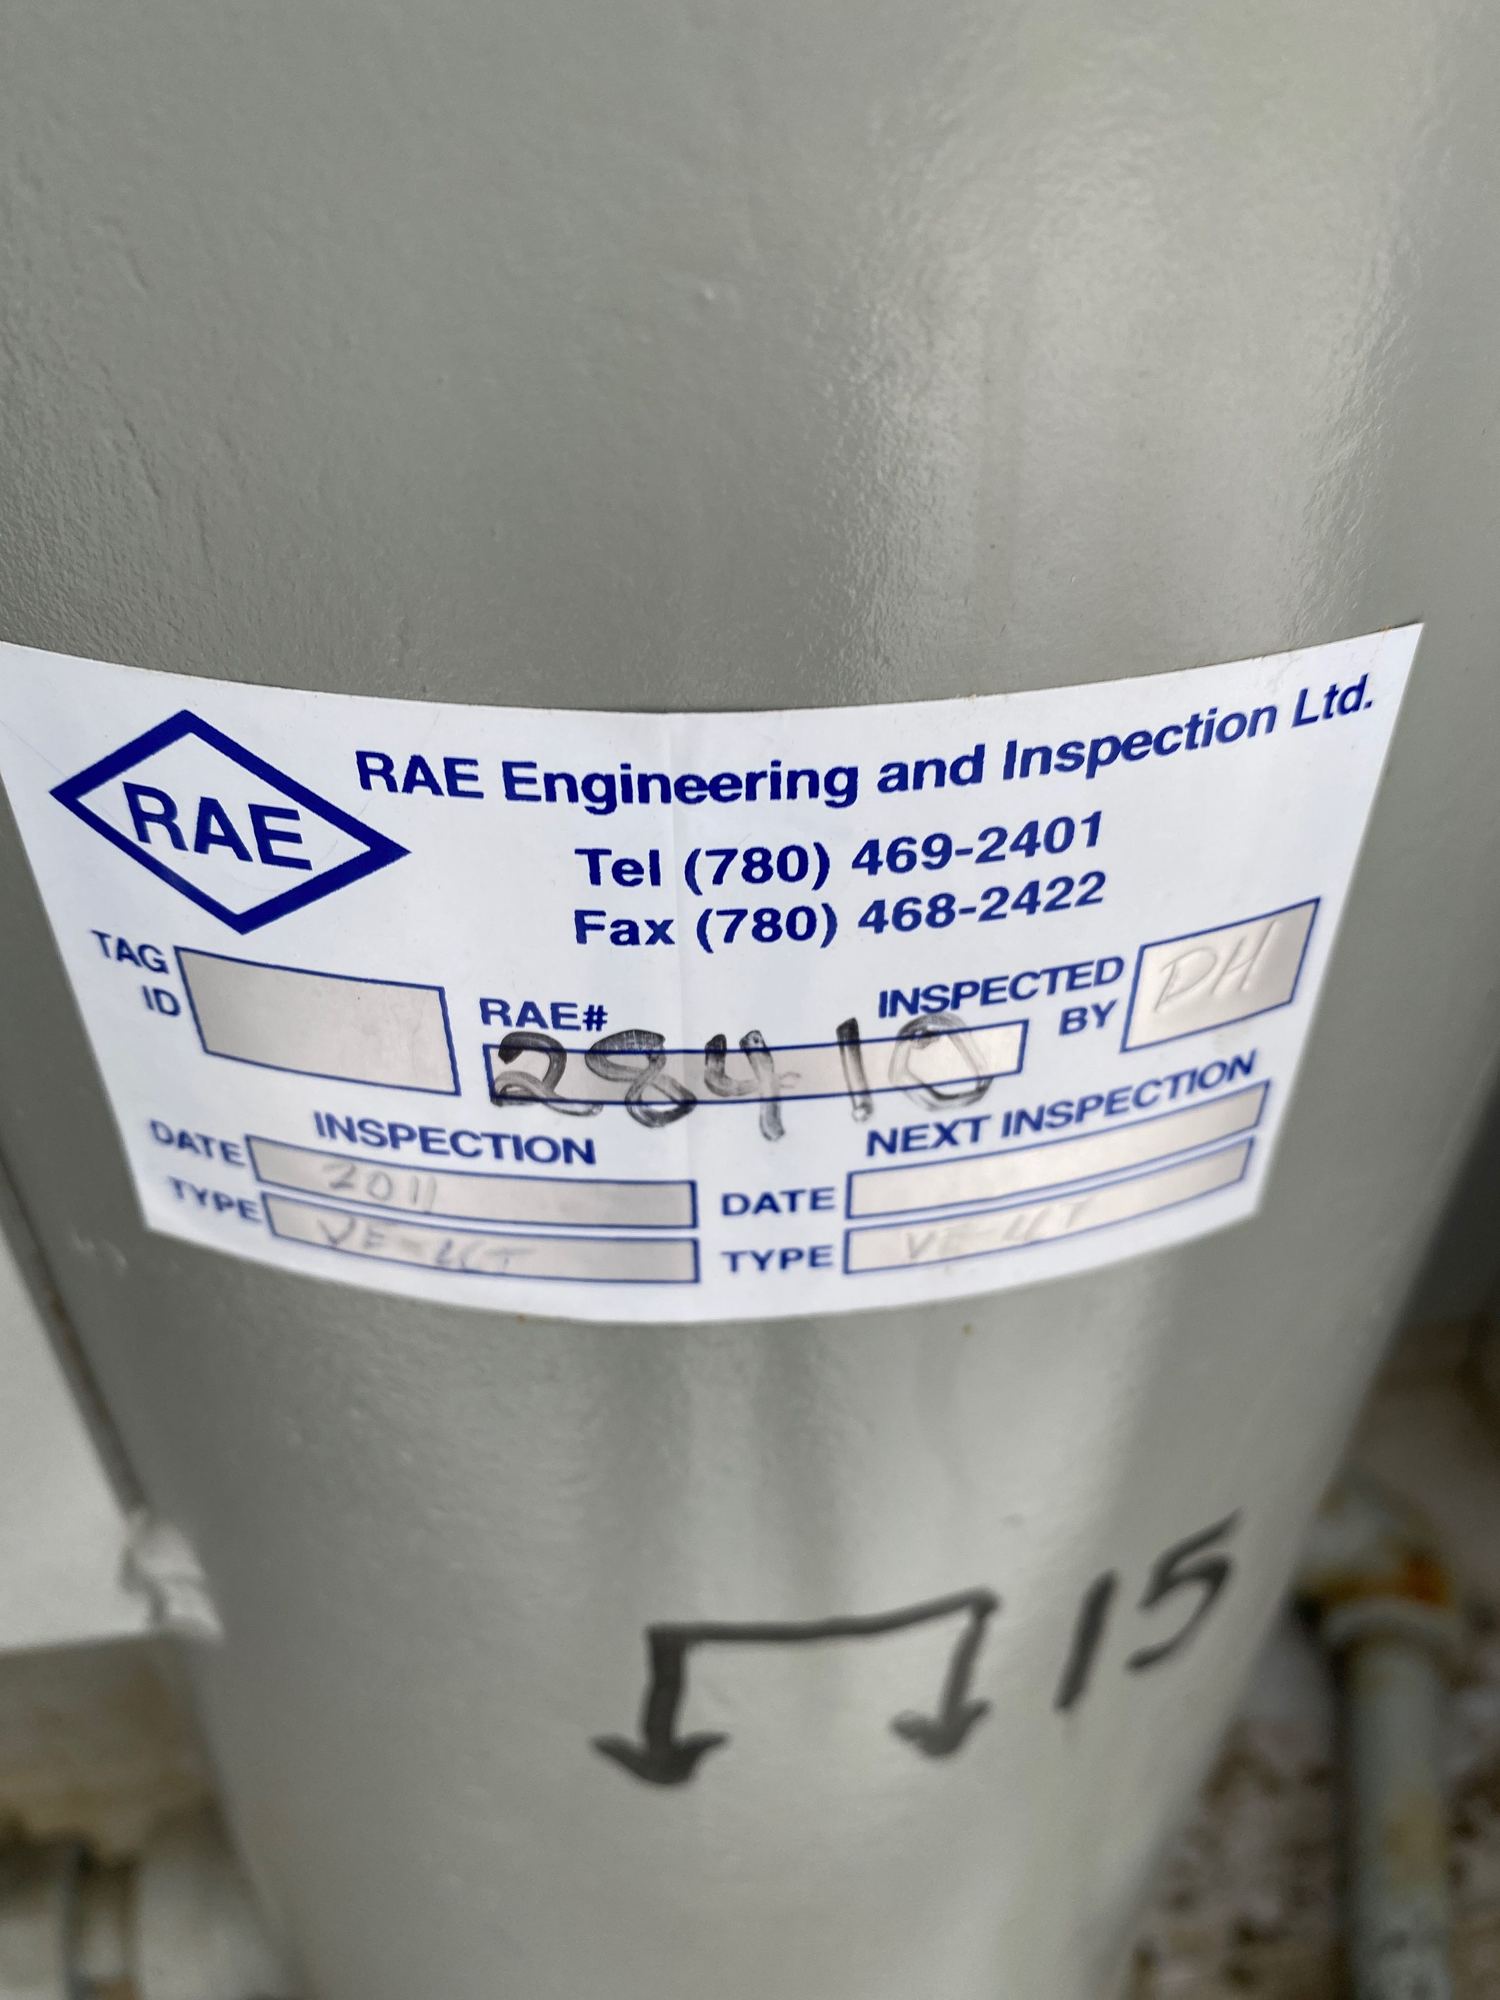 RAE
RAE Engineering and Inspection Ltd.
Tel (780) 469-2401
Fax (780) 468-2422
TAG ID
RAE# 28410
INSPECTED BY DH
INSPECTION
DATE 2011
TYPE
NEXT INSPECTION
DATE
TYPE
15